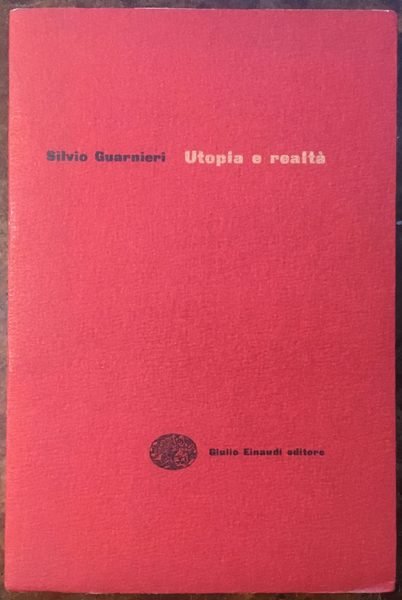 Silvio Guarnieri Utopia e realtà
Giulio Einaudi editore